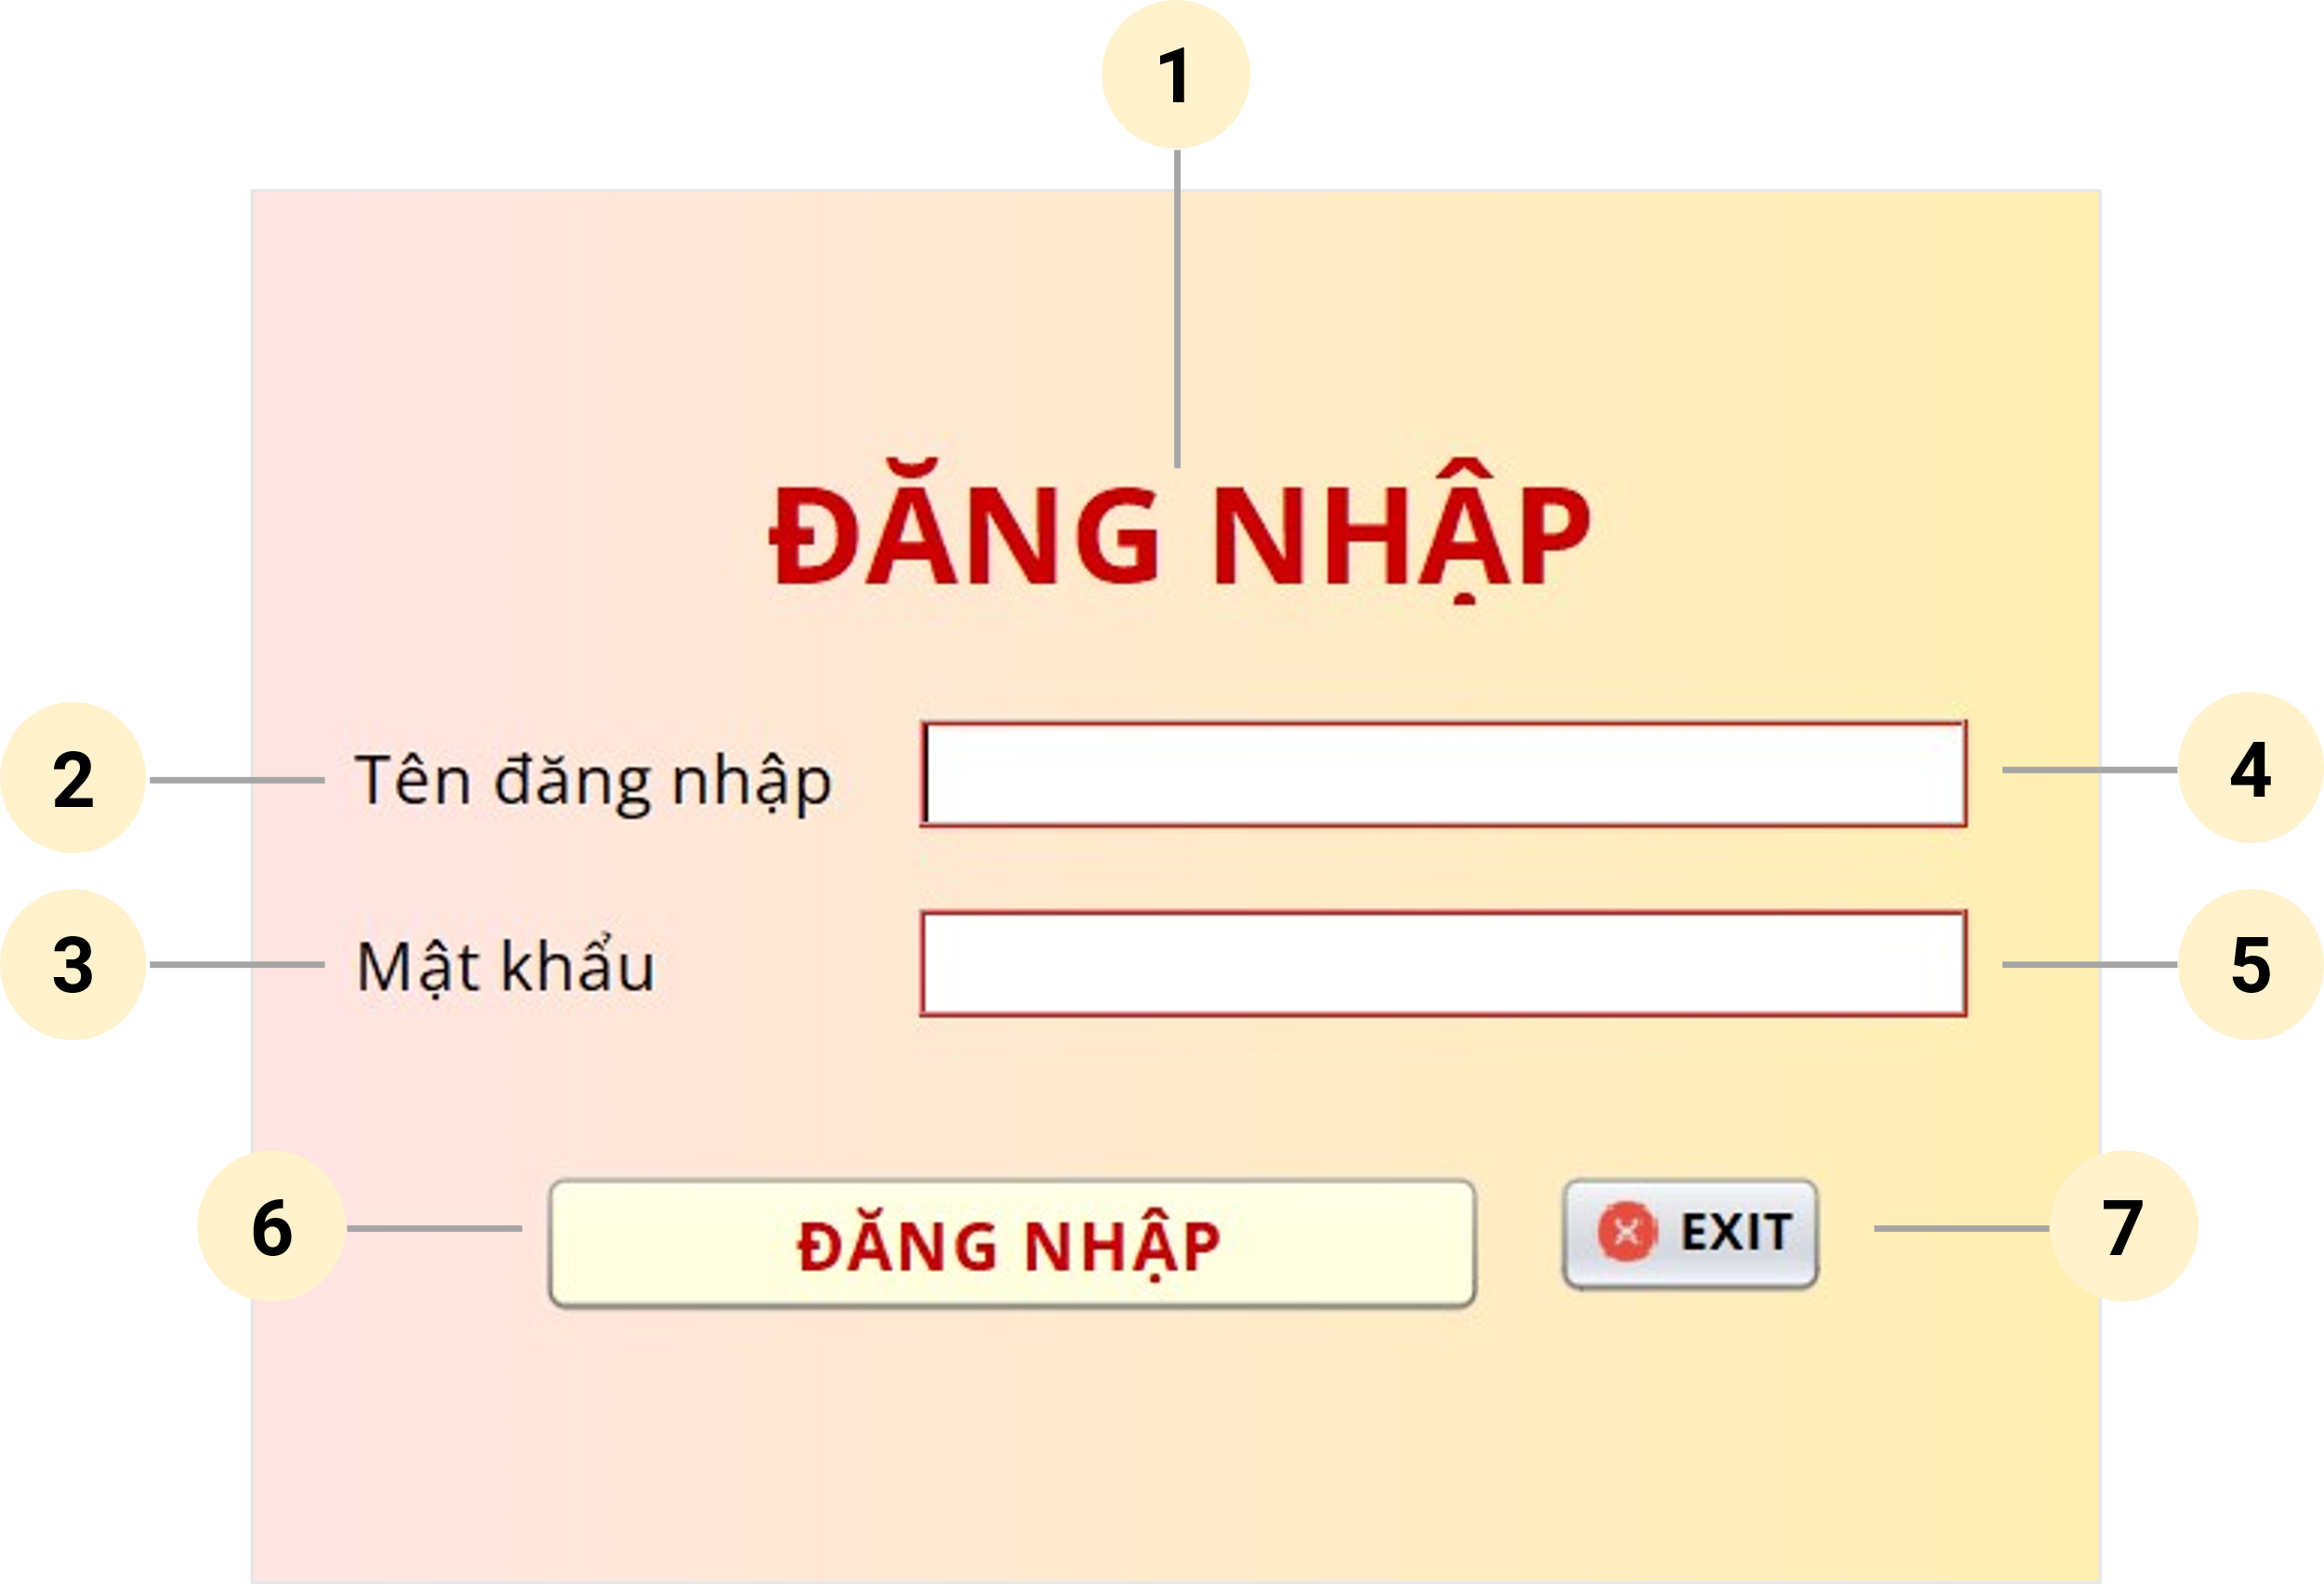 1
ĐĂNG NHẬP
2 Tên đăng nhập 4
3 Mật khẩu 5
6 ĐĂNG NHẬP EXIT 7